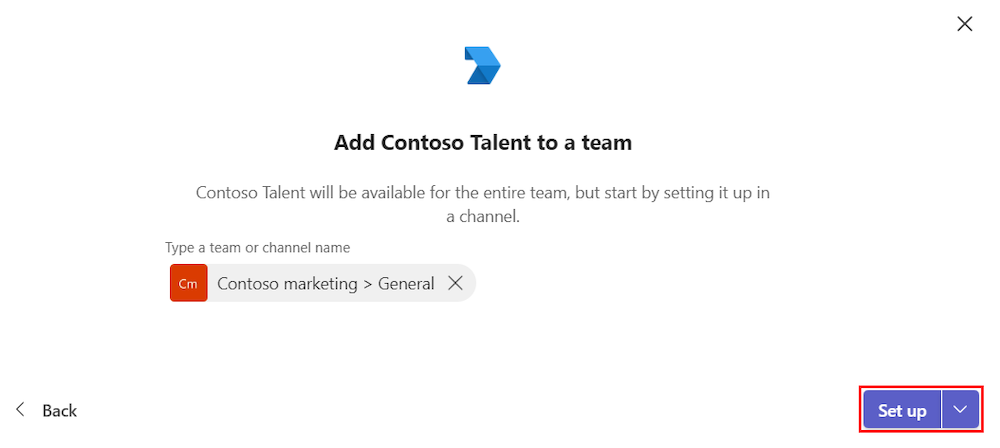 Add Contoso Talent to a team
Contoso Talent will be available for the entire team, but start by setting it up in
a channel.
Type a team or channel name
Cm Contoso marketing > General
Back
Set up